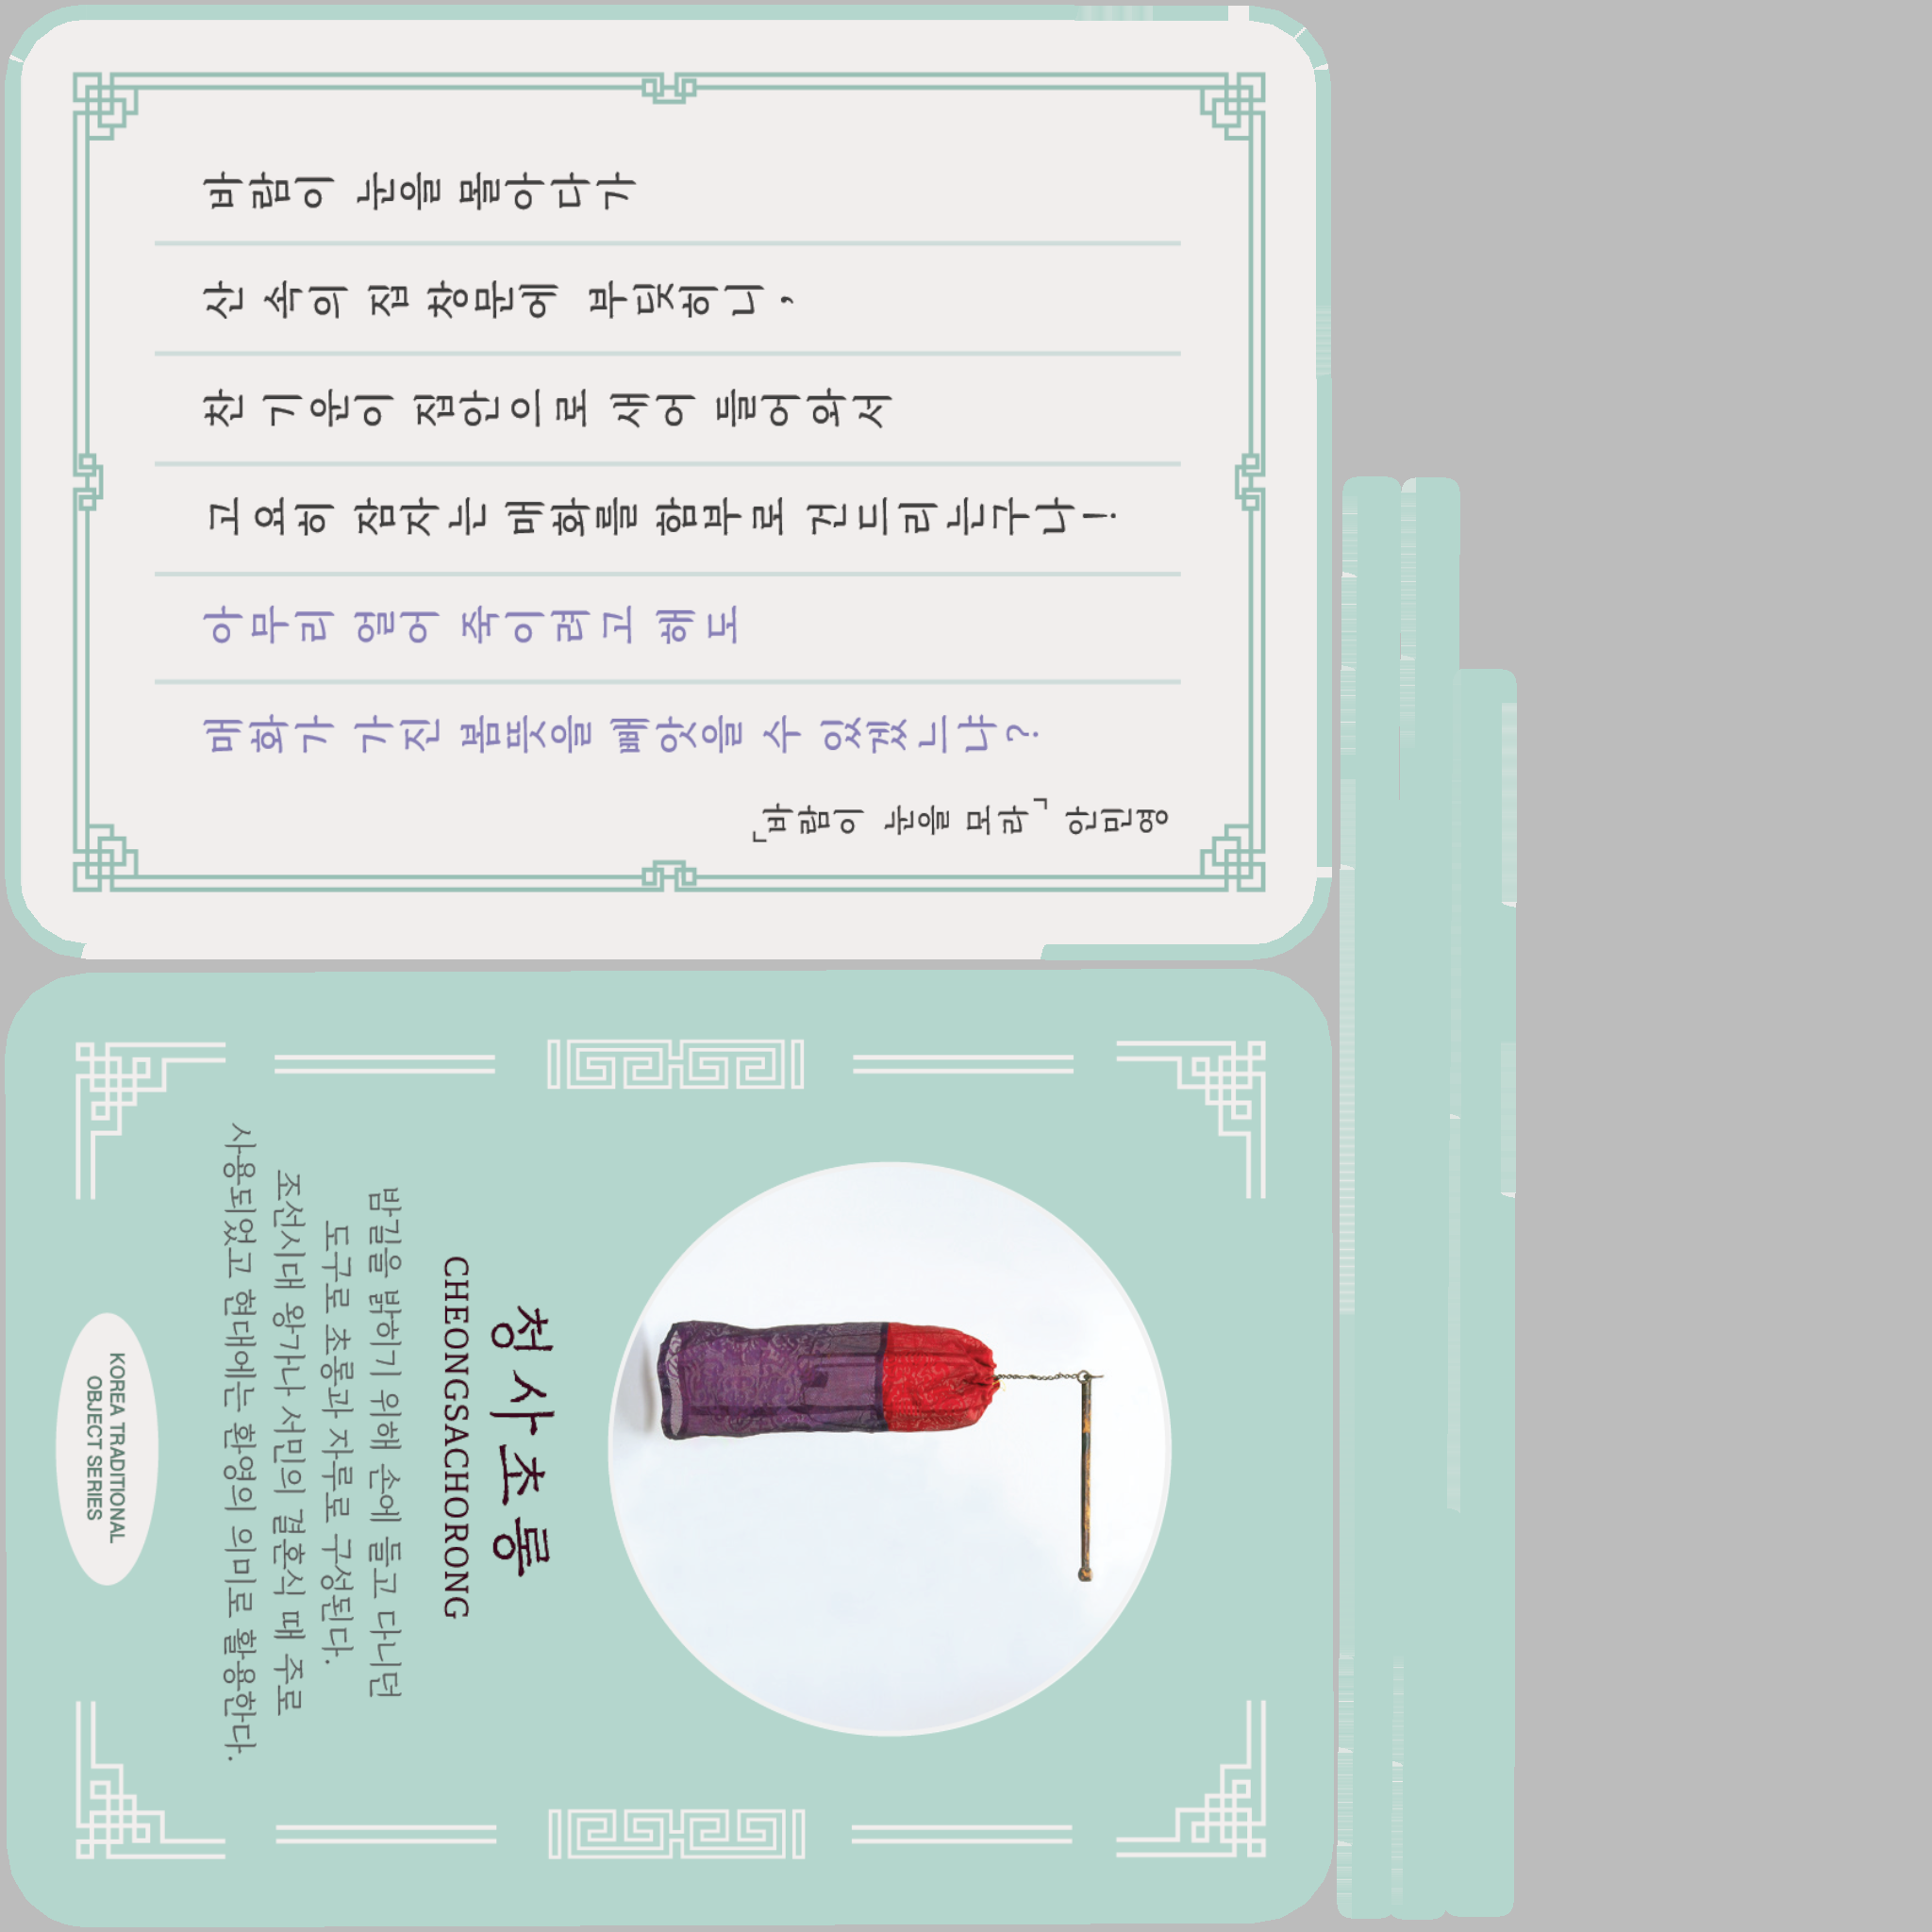 바람이 눈을 몰아다가
산 속의 집 창문에 부딪히니,
찬 기운이 집안으로 새어 들어와서
고요히 잠자는 매화를 함부로 건드리는구나!
아무리 얼어 죽이려고 해도
매화가 가진 봄뜻을 빼앗을 수 있겠느냐?
「바람이 눈을 모라」 안민영
청사초롱
CHEONGSACHORONG
밤길을 밝히기 위해 손에 들고 다니던
도구로 초롱과 자루로 구성된다.
조선시대 왕가나 서민의 결혼식 때 주로
사용되었고 현대에는 환영의 의미로 활용한다.
KOREA TRADITIONAL
OBJECT SERIES